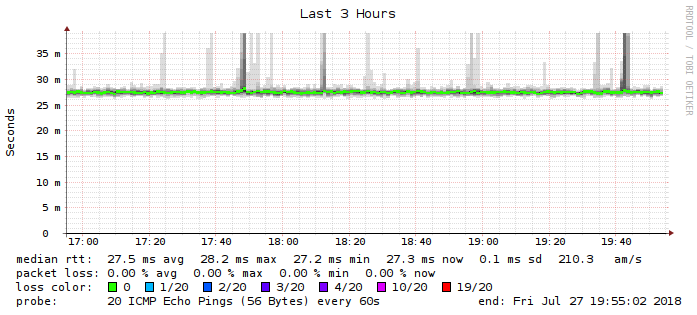 Last 3 Hours
RRDTOOL / TOBI OETIKER
Seconds
35 m
30 m
25 m
20 m
15 m
10 m
5 m
0
17:00 17:20 17:40 18:00 18:20 18:40 19:00 19:20 19:40
median rtt: 27.5 ms avg 28.2 ms max 27.2 ms min 27.3 ms now 0.1 ms sd 210.3 am/s
packet loss: 0.00 % avg 0.00 % max 0.00 % min 0.00 % now
loss color: 0 1/20 2/20 3/20 4/20 10/20 19/20
probe: 20 ICMP Echo Pings (56 Bytes) every 60s end: Fri Jul 27 19:55:02 2018